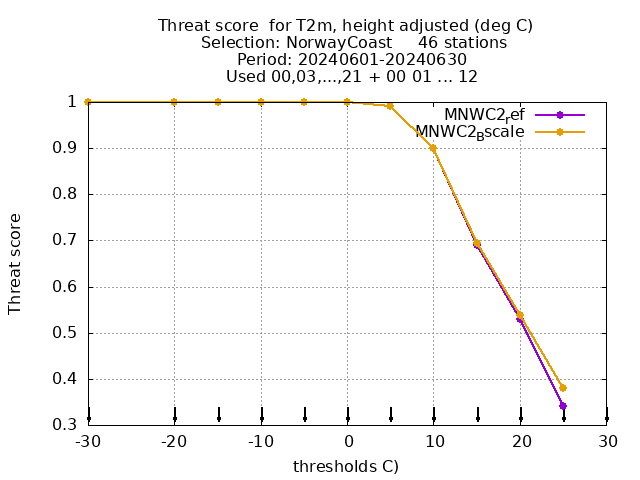 Threat score  for T2m, height adjusted (deg C)
Selection: NorwayCoast     46 stations
Period: 20240601-20240630
Used 00,03,...,21 + 00 01 ... 12
MNWC2ref
MNWC2Bscale
1
0.9
0.8
0.7
0.6
0.5
0.4
0.3
Threat score
-30 -20 -10 0 10 20 30
thresholds C)